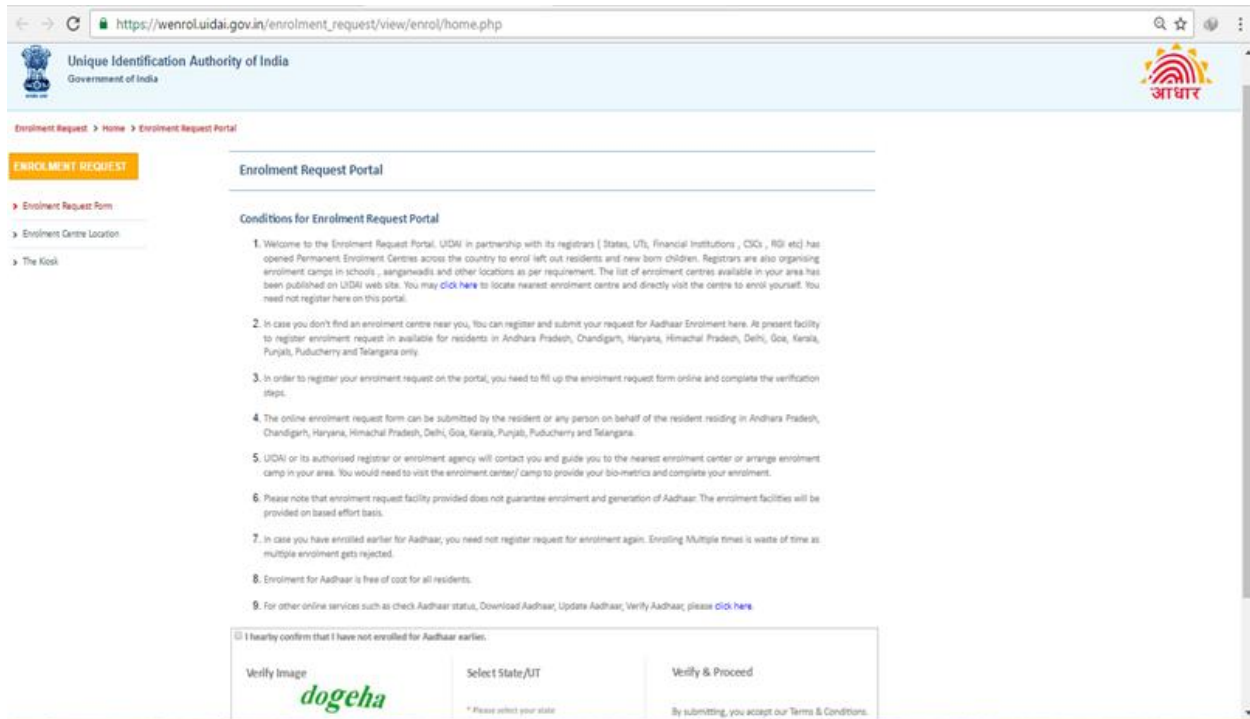 https://wenrol.uidai.gov.in/enrolment_request/view/enrol/home.php
Unique Identification Authority of India
Government of India
आधार
Enrolment Request > Home > Enrolment Request Portal
ENROLMENT REQUEST
Enrolment Request Form
Enrolment Centre Location
The Kiosk
Enrolment Request Portal
Conditions for Enrolment Request Portal
1. Welcome to the Enrolment Request Portal. UIDAI in partnership with its registrars ( States, UTs, Financial Institutions , CSCs , RGI etc) has
opened Permanent Enrolment Centres across the country to enrol left out residents and new born children. Registrars are also organising
enrolment camps in schools , aanganwadis and other locations as per requirement. The list of enrolment centres available in your area has
been published on UIDAI web site. You may click here to locate nearest enrolment centre and directly visit the centre to enrol yourself. You
need not register here on this portal.
2. In case you don't find an enrolment centre near you, You can register and submit your request for Aadhaar Enrolment here. At present facility
to register enrolment request in available for residents in Andhara Pradesh, Chandigarh, Haryana, Himachal Pradesh, Delhi, Goa, Kerala,
Punjab, Puducherry and Telangana only.
3. In order to register your enrolment request on the portal, you need to fill up the enrolment request form online and complete the verification
steps.
4. The online enrolment request form can be submitted by the resident or any person on behalf of the resident residing in Andhara Pradesh,
Chandigarh, Haryana, Himachal Pradesh, Delhi, Goa, Kerala, Punjab, Puducherry and Telangana.
5. UIDAI or its authorised registrar or enrolment agency will contact you and guide you to the nearest enrolment center or arrange enrolment
camp in your area. You would need to visit the enrolment center/ camp to provide your bio-metrics and complete your enrolment.
6. Please note that enrolment request facility provided does not guarantee enrolment and generation of Aadhaar. The enrolment facilities will be
provided on based effort basis.
7. In case you have enrolled earlier for Aadhaar, you need not register request for enrolment again. Enrolling Multiple times is waste of time as
multiple enrolment gets rejected.
8. Enrolment for Aadhaar is free of cost for all residents.
9. For other online services such as check Aadhaar status, Download Aadhaar, Update Aadhaar, Verify Aadhaar, please click here.
I hearby confirm that I have not enrolled for Aadhaar earlier.
Verify Image
Select State/UT
Verify & Proceed
dogeha
* Please select your state
By submitting, you accept our Terms & Conditions.